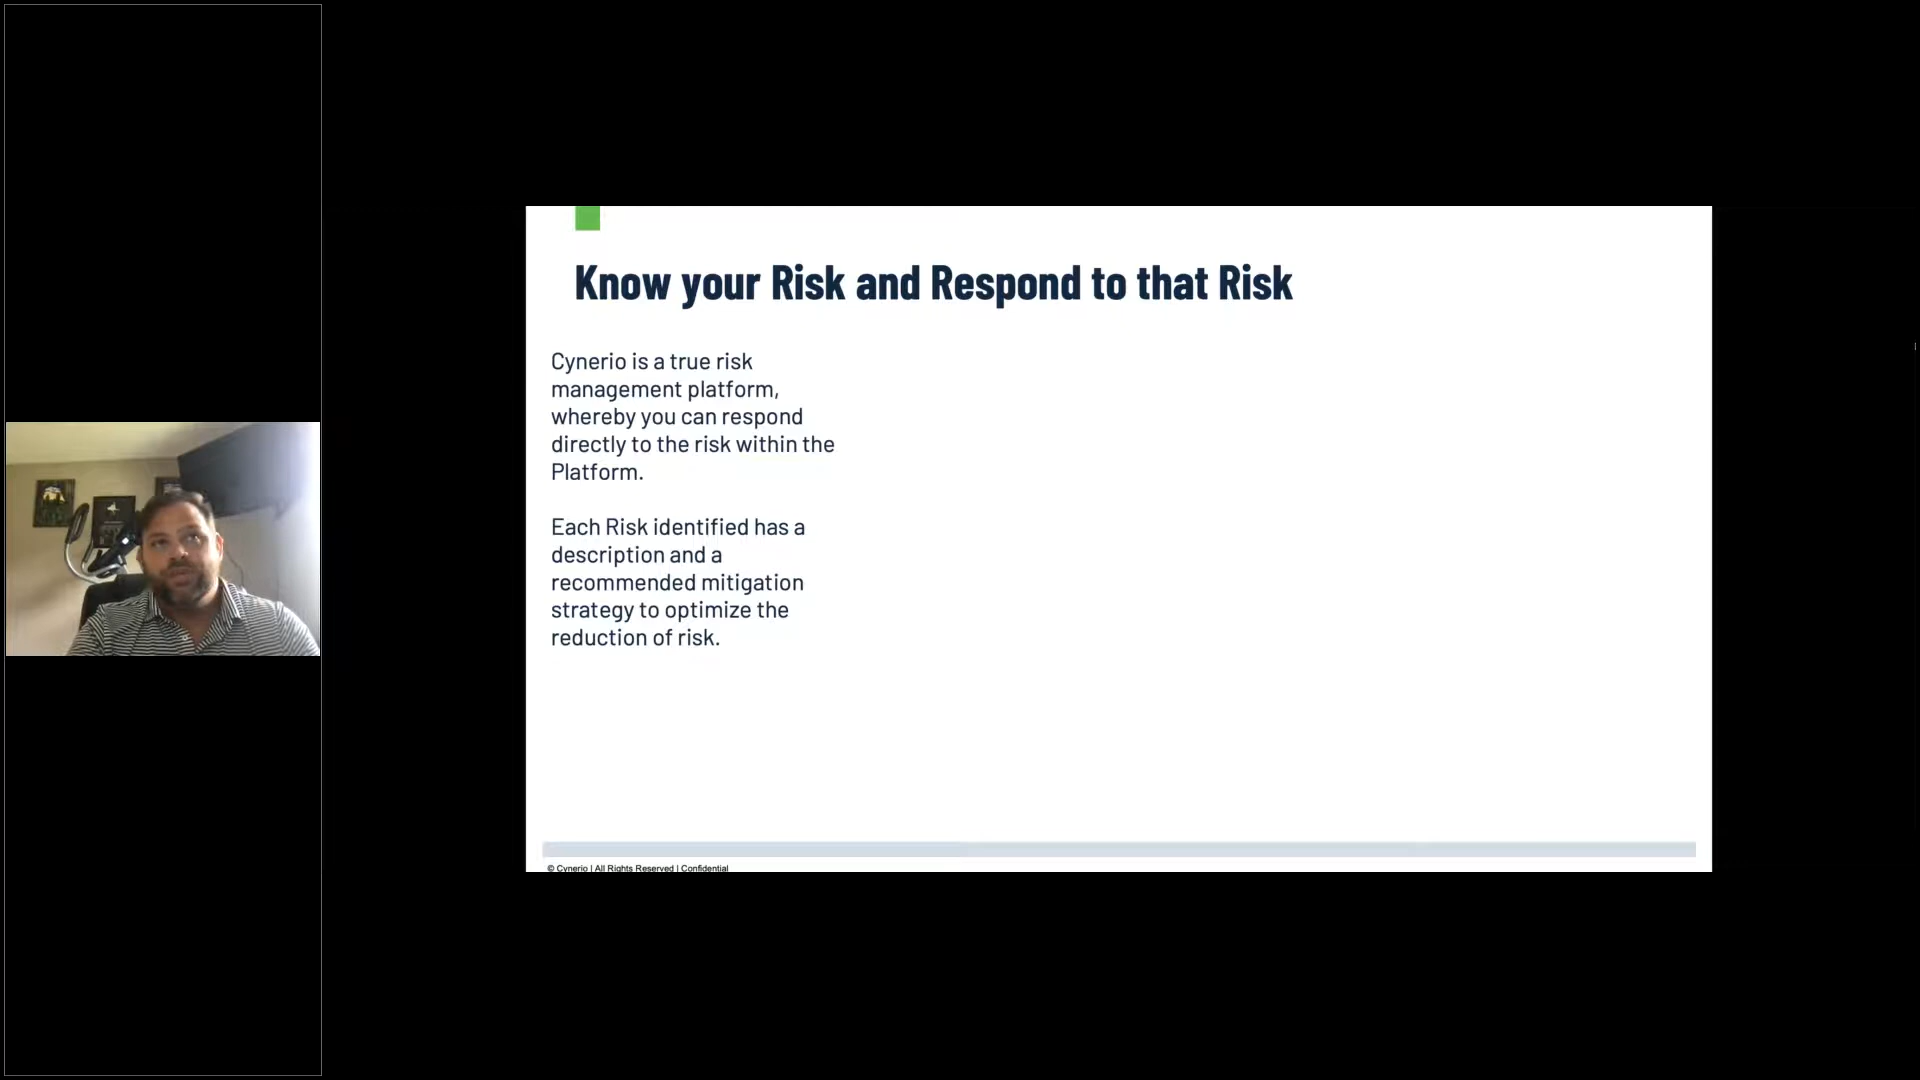 Know your Risk and Respond to that Risk
Cynerio is a true risk
management platform,
whereby you can respond
directly to the risk within the
Platform.
Each Risk identified has a
description and a
recommended mitigation
strategy to optimize the
reduction of risk.
© Cynerio | All Rights Reserved | Confidential